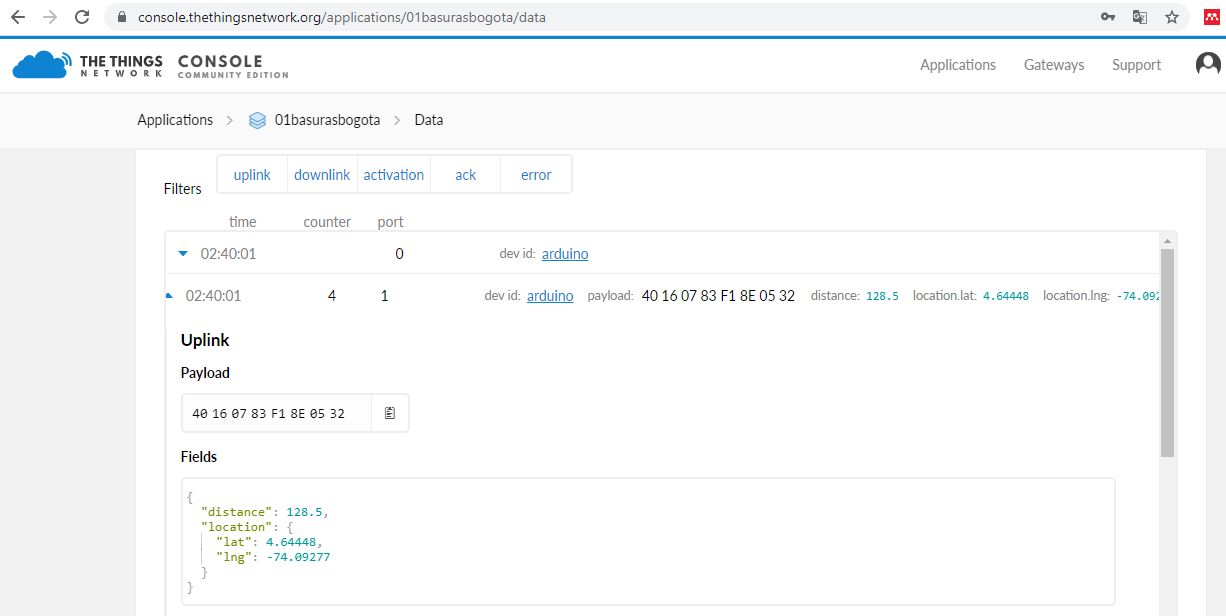 console.thethingsnetwork.org/applications/01basurasbogota/data
THE THINGS NETWORK CONSOLE COMMUNITY EDITION
Applications Gateways Support
Applications > 01basurasbogota > Data
Filters uplink downlink activation ack error
time counter port
02:40:01 0 dev id: arduino
02:40:01 4 1 dev id: arduino payload: 40 16 07 83 F1 8E 05 32 distance: 128.5 location.lat: 4.64448 location.lng: -74.092
Uplink
Payload
40 16 07 83 F1 8E 05 32
Fields
{
"distance": 128.5,
"location": {
"lat": 4.64448,
"lng": -74.09277
}
}